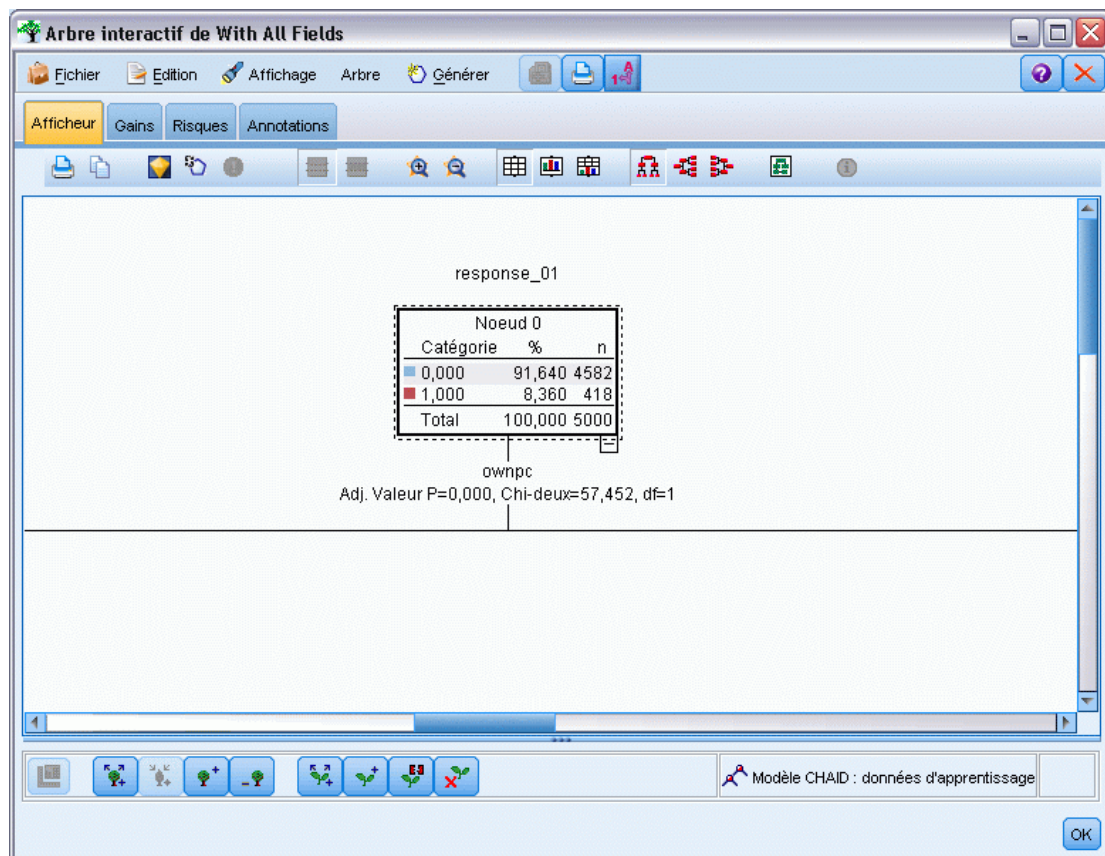 Arbre interactif de With All Fields
Fichier Edition Affichage Arbre Générer
Afficheur Gains Risques Annotations
response_01
Noeud 0
Catégorie % n
0,000 91,640 4582
1,000 8,360 418
Total 100,000 5000
ownpc
Adj. Valeur P=0,000, Chi-deux=57,452, df=1
Modèle CHAID : données d'apprentissage
OK